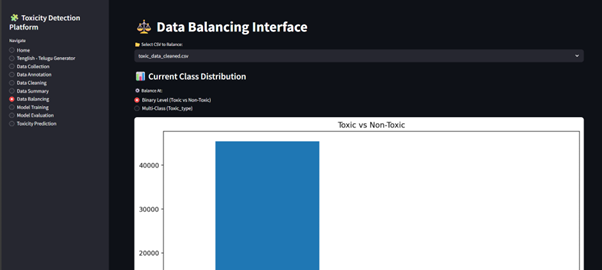 Toxicity Detection
Platform
Navigate
Home
Tenglish - Telugu Generator
Data Collection
Data Annotation
Data Cleaning
Data Summary
Data Balancing
Model Training
Model Evaluation
Toxicity Prediction
Data Balancing Interface
Select CSV to Balance:
toxic_data_cleaned.csv
Current Class Distribution
Balance At:
Binary Level (Toxic vs Non-Toxic)
Multi-Class (Toxic_type)
Toxic vs Non-Toxic
40000
30000
20000